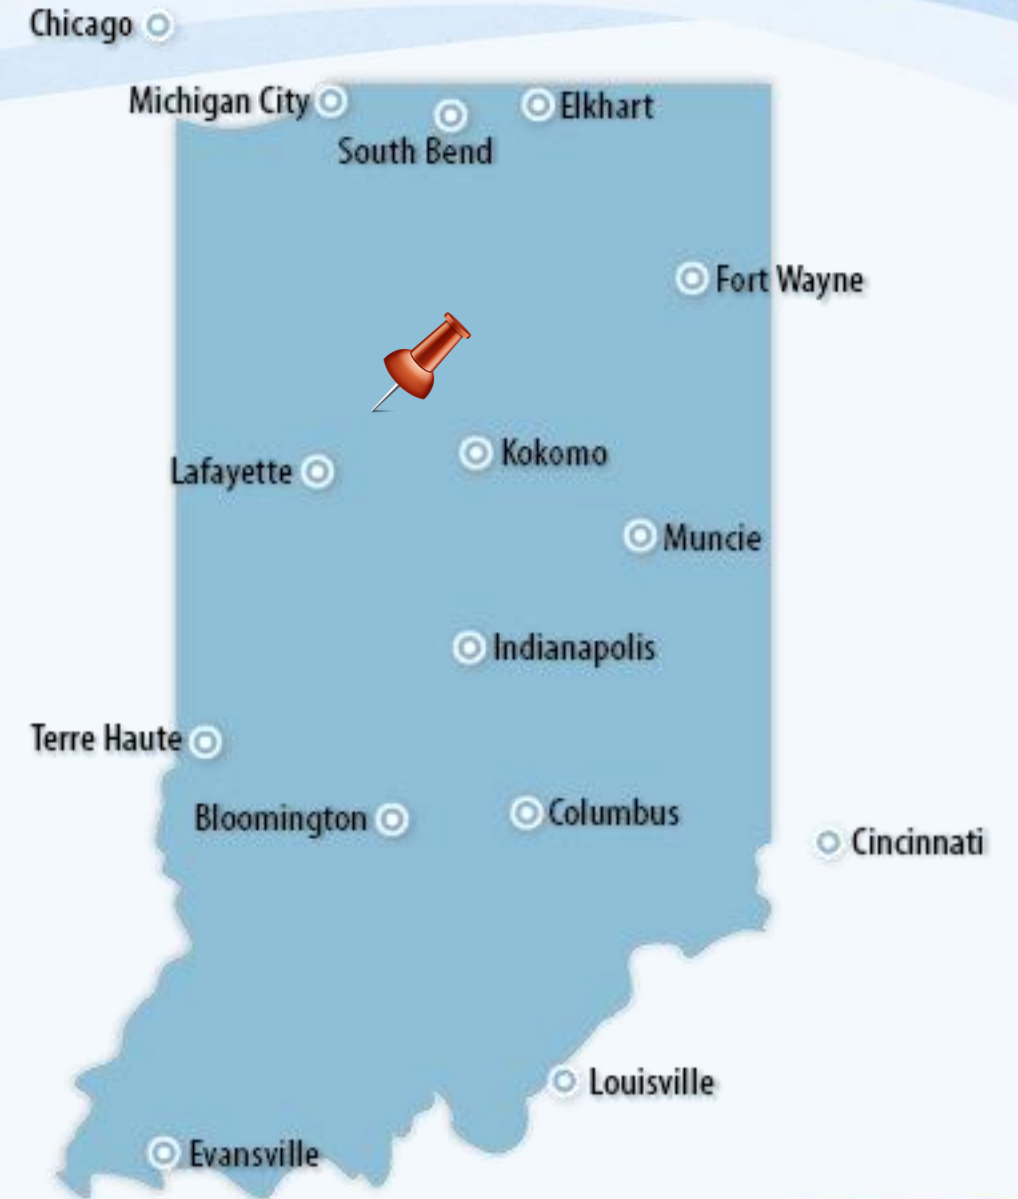 Chicago
Michigan City
Elkhart
South Bend
Fort Wayne
Kokomo
Lafayette
Muncie
Indianapolis
Terre Haute
Columbus
Bloomington
Cincinnati
Louisville
Evansville